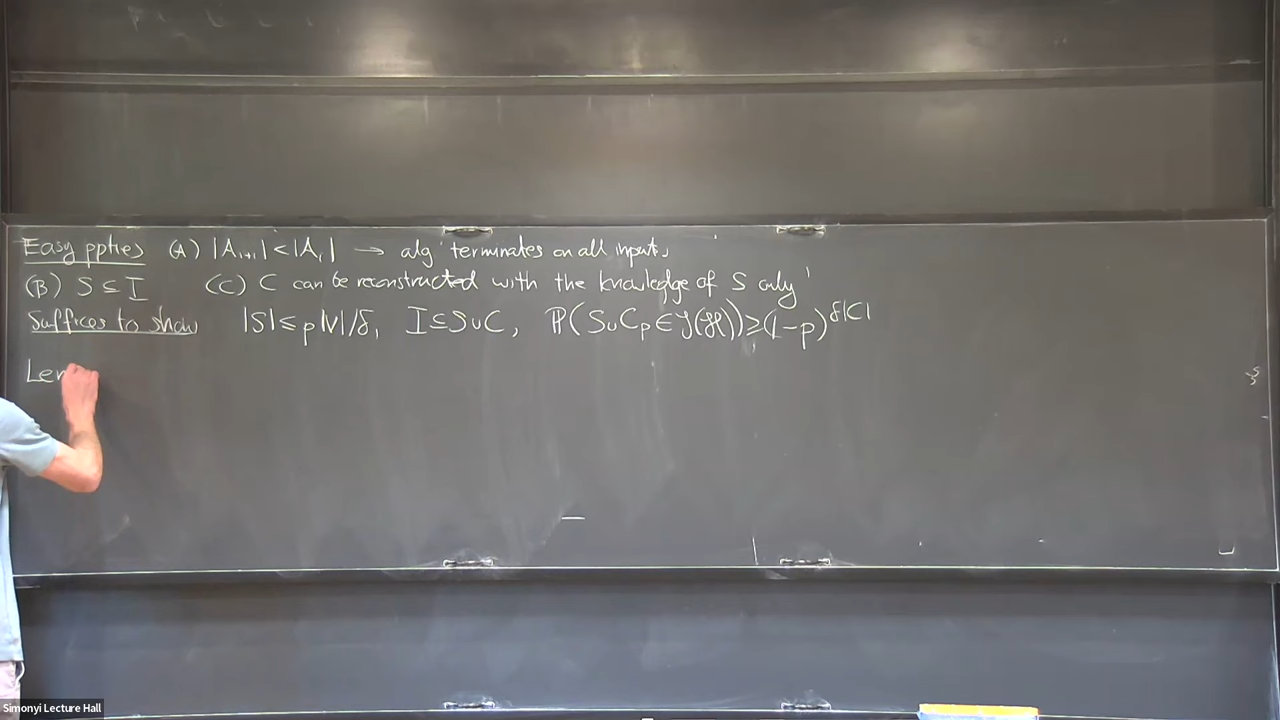 Easy ppties (A) |A_{i+1}| < |A_i| → alg terminates on all inputs
(B) S ⊆ I (C) C can be reconstructed with the knowledge of S only!
Suffices to show |S| ≤ p|V|/δ, I ⊆ S∪C, ℙ(S∪C_p ∈ 𝓘(ℋ)) ≥ (1-p)^{δ|C|}
Lem
Simonyi Lecture Hall